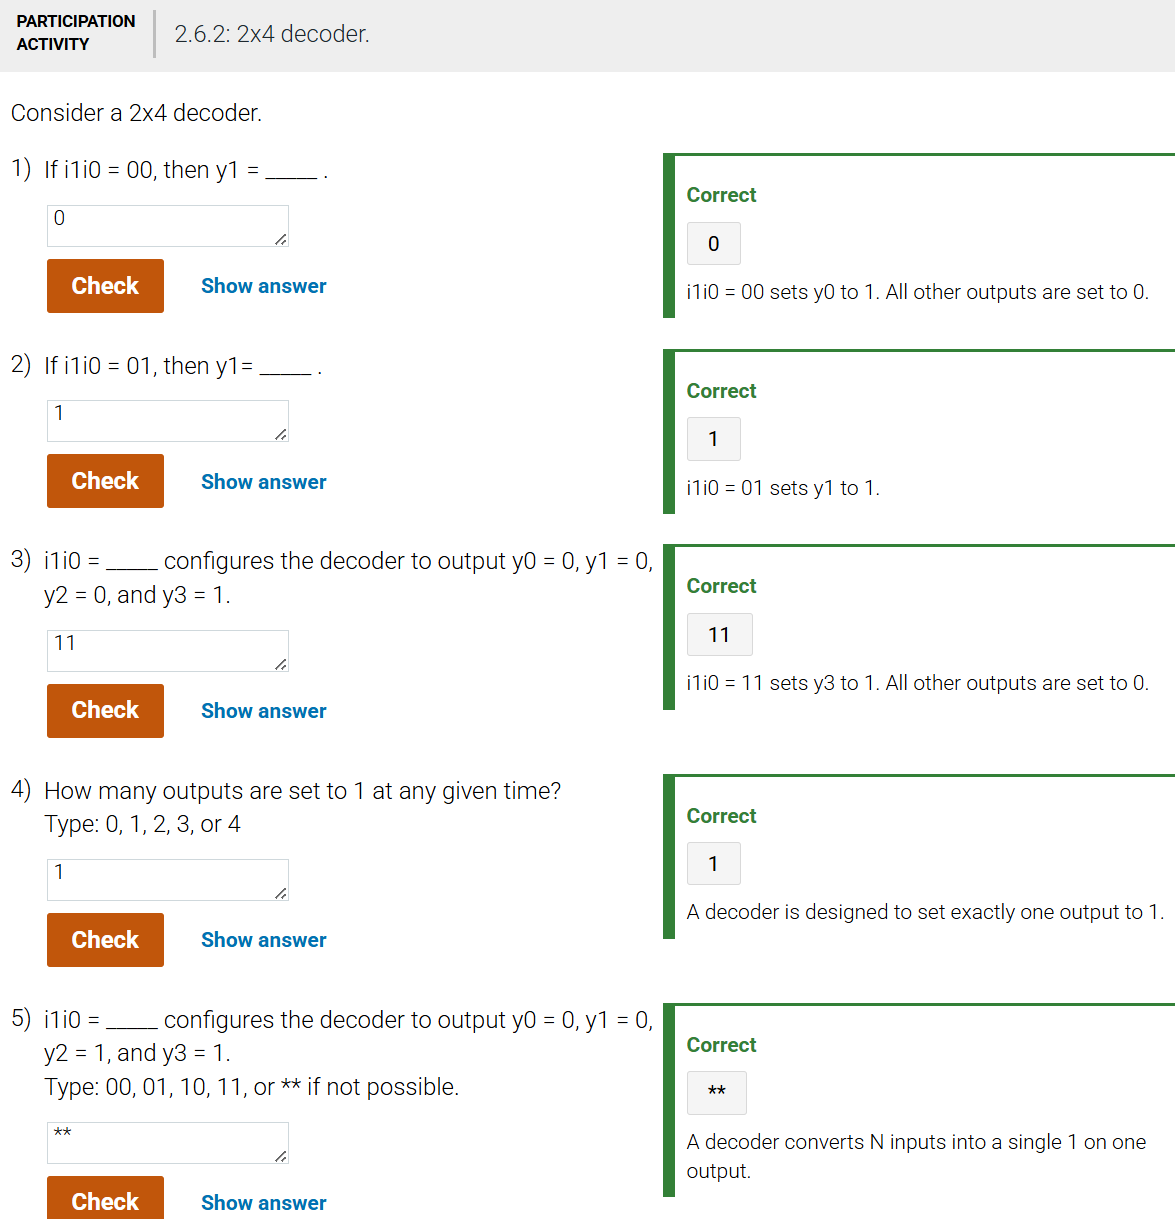 PARTICIPATION
ACTIVITY
2.6.2: 2x4 decoder.
Consider a 2x4 decoder.
1) If i1i0 = 00, then y1 = _____ .
0
Check
Show answer
Correct
0
i1i0 = 00 sets y0 to 1. All other outputs are set to 0.
2) If i1i0 = 01, then y1= _____ .
1
Check
Show answer
Correct
1
i1i0 = 01 sets y1 to 1.
3) i1i0 = _____ configures the decoder to output y0 = 0, y1 = 0,
y2 = 0, and y3 = 1.
11
Check
Show answer
Correct
11
i1i0 = 11 sets y3 to 1. All other outputs are set to 0.
4) How many outputs are set to 1 at any given time?
Type: 0, 1, 2, 3, or 4
1
Check
Show answer
Correct
1
A decoder is designed to set exactly one output to 1.
5) i1i0 = _____ configures the decoder to output y0 = 0, y1 = 0,
y2 = 1, and y3 = 1.
Type: 00, 01, 10, 11, or ** if not possible.
**
Check
Show answer
Correct
**
A decoder converts N inputs into a single 1 on one
output.